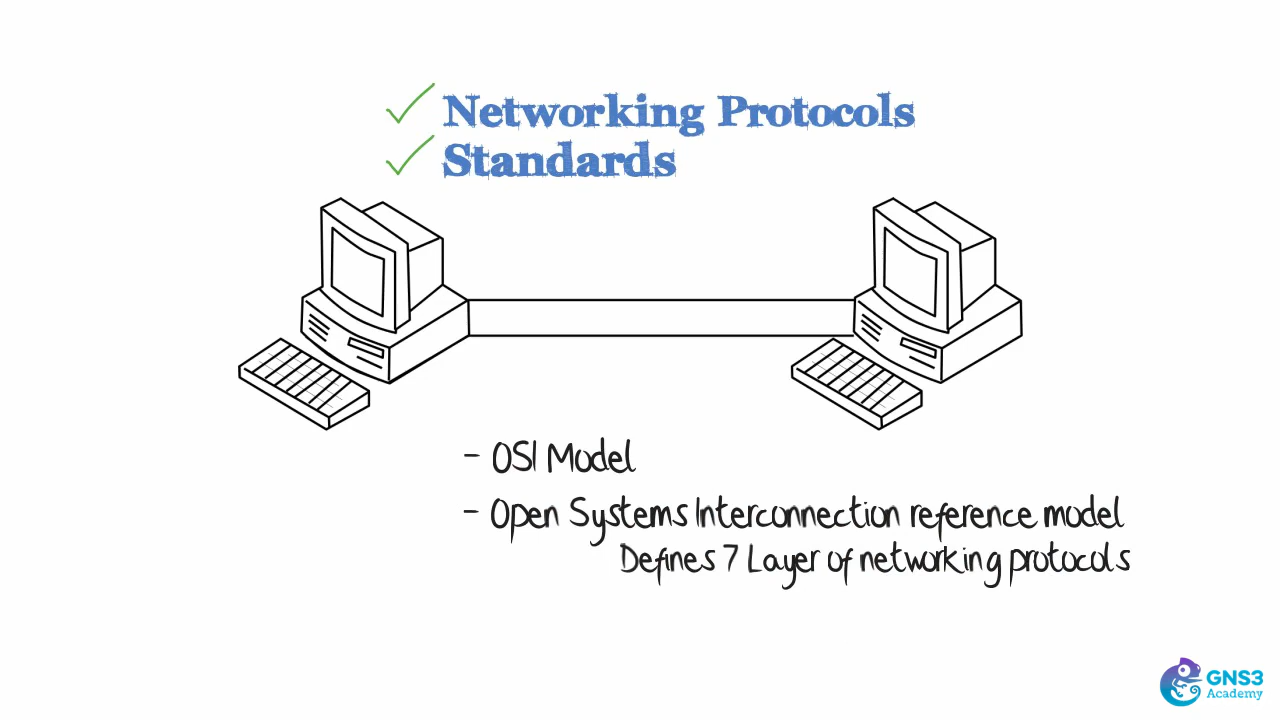 Networking Protocols
Standards
- OSI Model
- Open Systems Interconnection reference model
Defines 7 Layer of networking protocols
GNS3
Academy